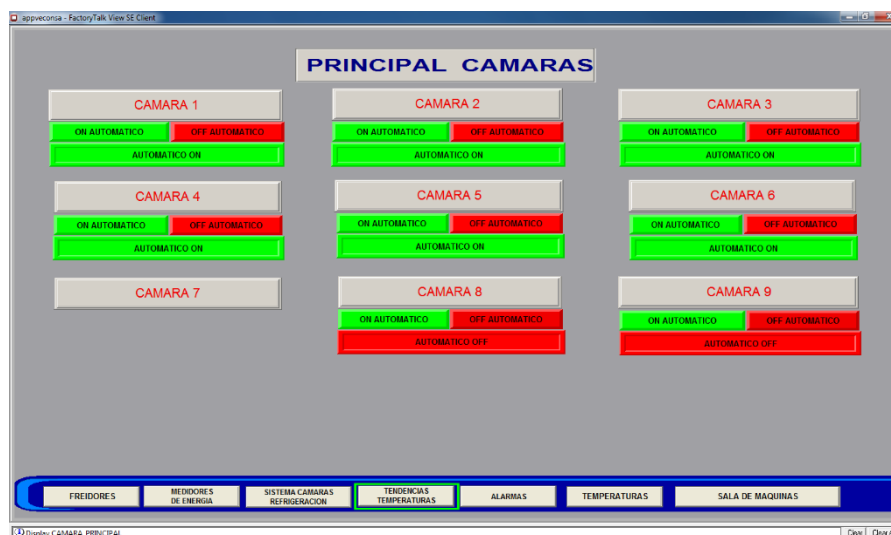 appveconsa - FactoryTalk View SE Client
PRINCIPAL CAMARAS
CAMARA 1
ON AUTOMATICO OFF AUTOMATICO
AUTOMATICO ON
CAMARA 2
ON AUTOMATICO OFF AUTOMATICO
AUTOMATICO ON
CAMARA 3
ON AUTOMATICO OFF AUTOMATICO
AUTOMATICO ON
CAMARA 4
ON AUTOMATICO OFF AUTOMATICO
AUTOMATICO ON
CAMARA 5
ON AUTOMATICO OFF AUTOMATICO
AUTOMATICO ON
CAMARA 6
ON AUTOMATICO OFF AUTOMATICO
AUTOMATICO ON
CAMARA 7
CAMARA 8
ON AUTOMATICO OFF AUTOMATICO
AUTOMATICO OFF
CAMARA 9
ON AUTOMATICO OFF AUTOMATICO
AUTOMATICO OFF
FREIDORES
MEDIDORES
DE ENERGIA
SISTEMA CAMARAS
REFRIGERACION
TENDENCIAS
TEMPERATURAS
ALARMAS
TEMPERATURAS
SALA DE MAQUINAS
Display CAMARA PRINCIPAL
Clear Clear